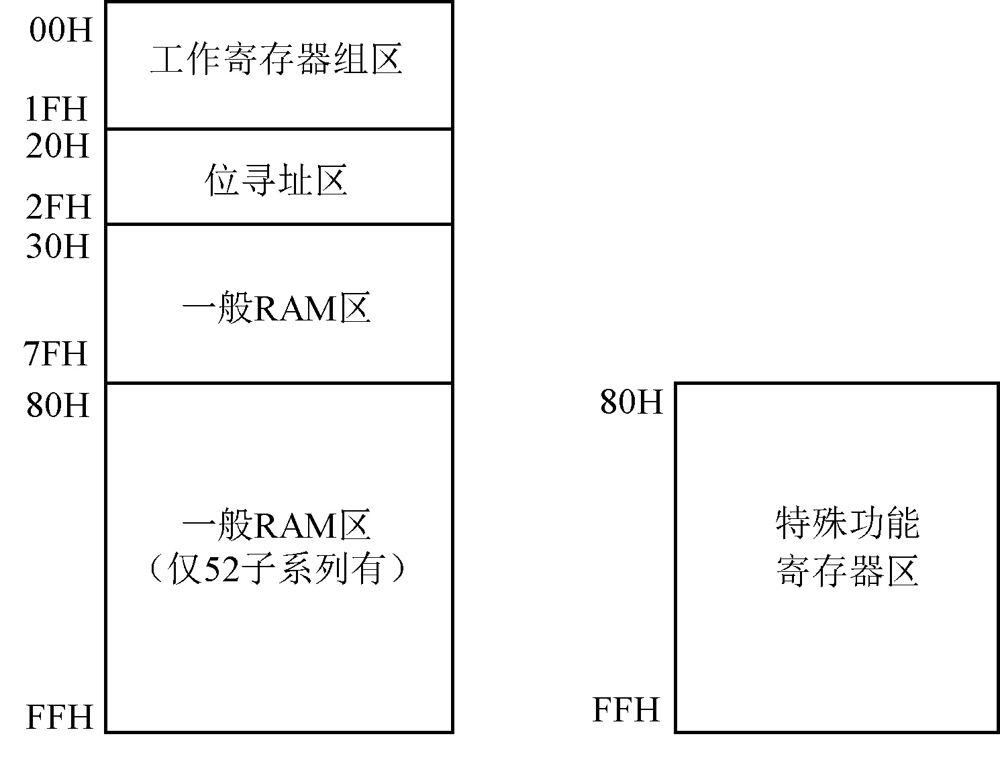 00H
工作寄存器组区
1FH
20H
位寻址区
2FH
30H
一般RAM区
7FH
80H
一般RAM区
（仅52子系列有）
FFH
80H
特殊功能
寄存器区
FFH